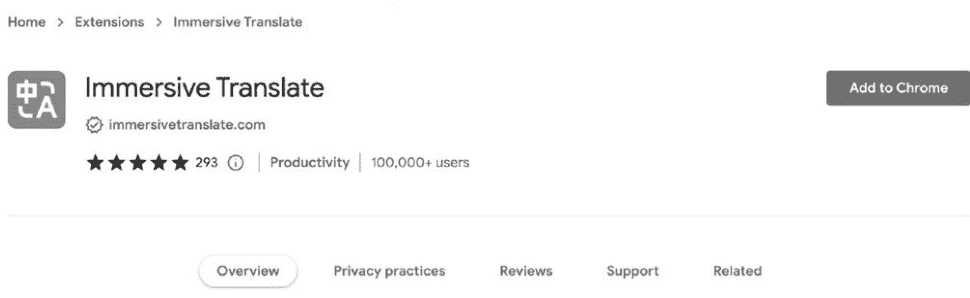 Home > Extensions > Immersive Translate
中 A
Immersive Translate
Add to Chrome
immersivetranslate.com
★★★★★ 293 Productivity 100,000+ users
Overview Privacy practices Reviews Support Related